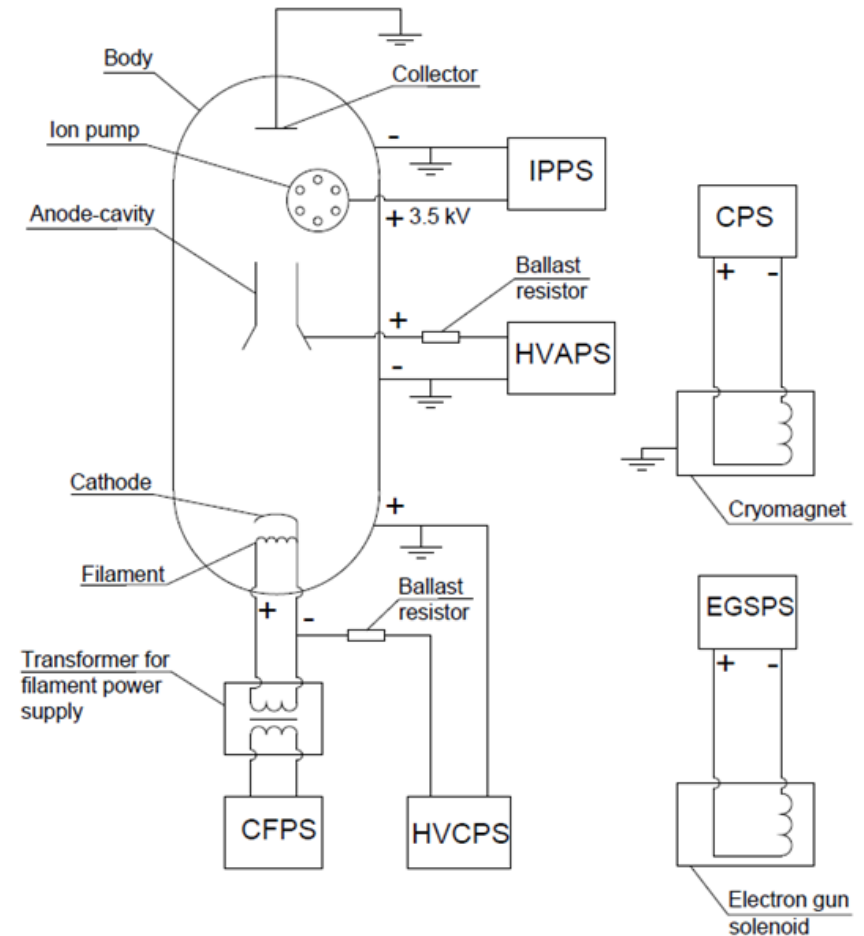 Body
Collector
Ion pump
-
IPPS
Anode-cavity
+ 3.5 kV
CPS
+ -
Ballast
resistor
+
HVAPS
-
Cathode
+
Cryomagnet
Filament
Ballast
resistor
+ -
EGSPS
+ -
Transformer for
filament power
supply
CFPS
HVCPS
Electron gun
solenoid